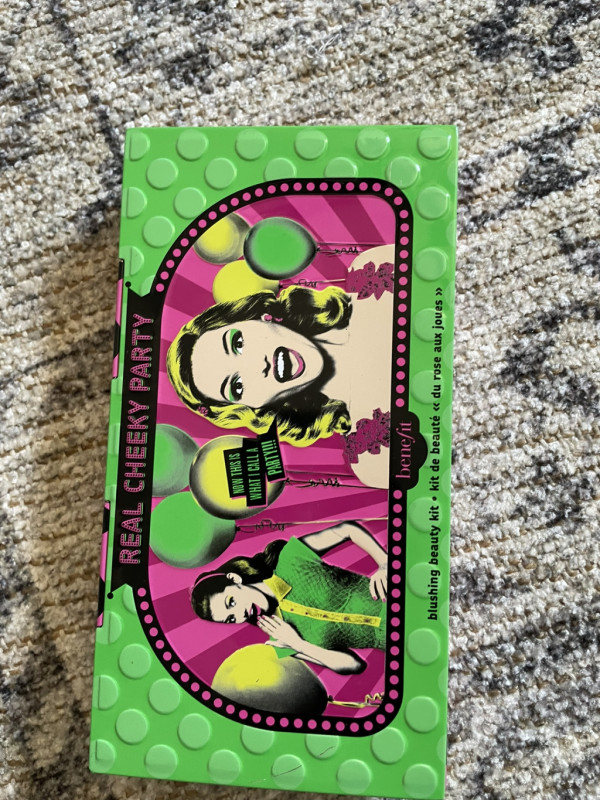 REAL CHEEKY PARTY
NOW THIS IS
WHAT I CALL A
PARTY!!!
benefit
blushing beauty kit • kit de beauté « du rose aux joues »